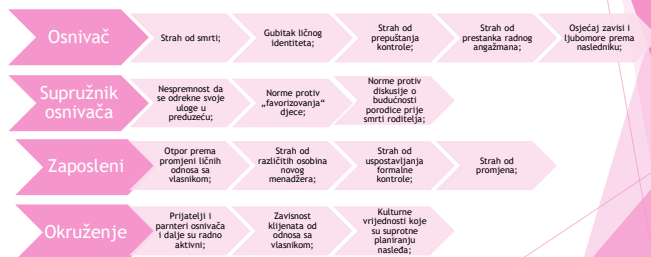 Osnivač
Strah od smrti;
Gubitak ličnog
identiteta;
Strah od
prepuštanja
kontrole;
Strah od
prestanka radnog
angažmana;
Osjećaj zavisi i
ljubomore prema
nasledniku;
Supružnik
osnivača
Nespremnost da
se odrekne svoje
uloge u
preduzeću;
Norme protiv
„favorizovanja“
djece;
Norme protiv
diskusije o
budućnosti
porodice prije
smrti roditelja;
Zaposleni
Otpor prema
promjeni ličnih
odnosa sa
vlasnikom;
Strah od
različitih osobina
novog
menadžera;
Strah od
uspostavljanja
formalne
kontrole;
Strah od
promjena;
Okruženje
Prijatelji i
parnteri osnivača
i dalje su radno
aktivni;
Zavisnost
klijenata od
odnosa sa
vlasnikom;
Kulturne
vrijednosti koje
su suprotne
planiranju
nasleđa;